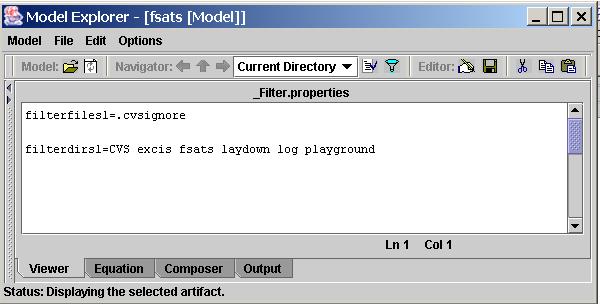 Model Explorer - [fsats [Model]]
Model File Edit Options
Model: Navigator: Current Directory Editor:
_Filter.properties
filterfiles1=.cvsignore
filterdirs1=CVS excis fsats laydown log playground
Ln 1 Col 1
Viewer Equation Composer Output
Status: Displaying the selected artifact.